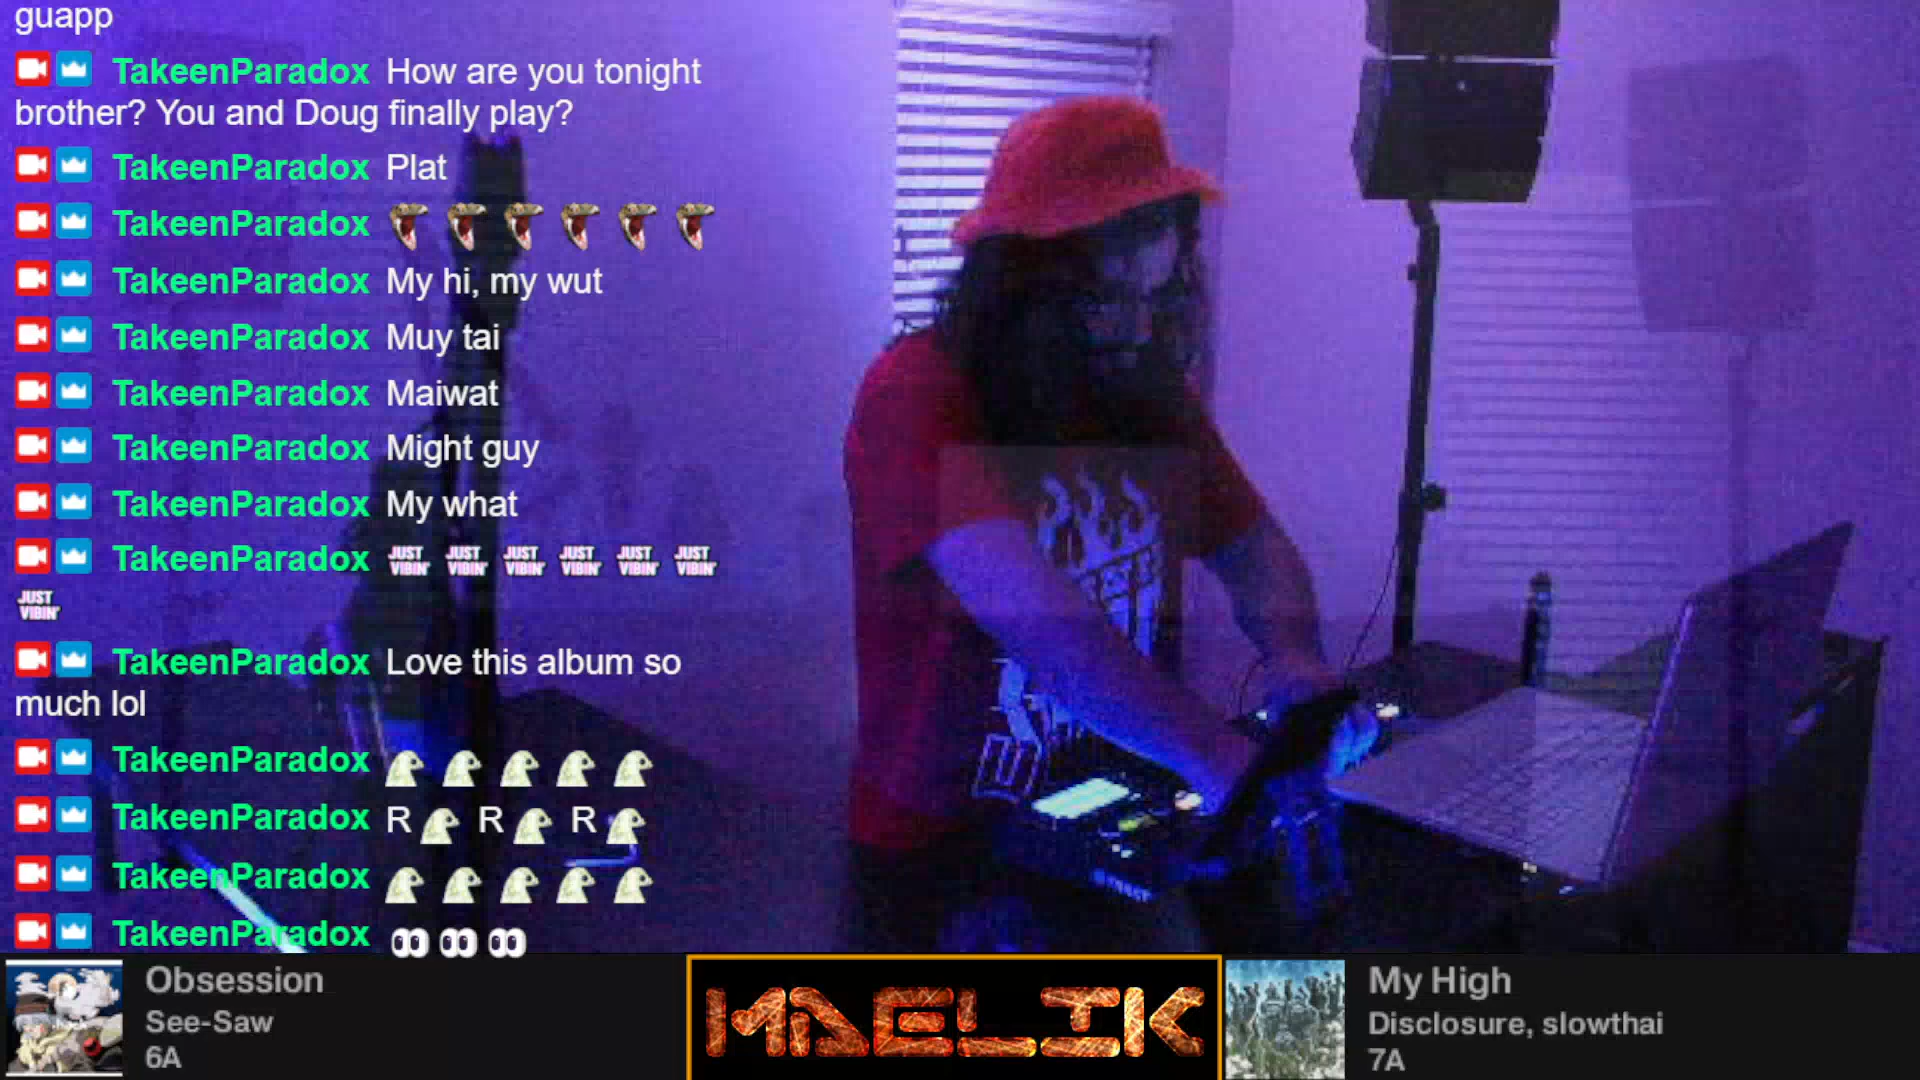 guapp
TakeenParadox How are you tonight
brother? You and Doug finally play?
TakeenParadox Plat
TakeenParadox
TakeenParadox My hi, my wut
TakeenParadox Muy tai
TakeenParadox Maiwat
TakeenParadox Might guy
TakeenParadox My what
TakeenParadox JUST VIBIN' JUST VIBIN' JUST VIBIN' JUST VIBIN' JUST VIBIN' JUST VIBIN'
JUST VIBIN'
TakeenParadox Love this album so
much lol
TakeenParadox
TakeenParadox R R R
TakeenParadox
TakeenParadox
Obsession
See-Saw
6A
MAELIK
My High
Disclosure, slowthai
7A